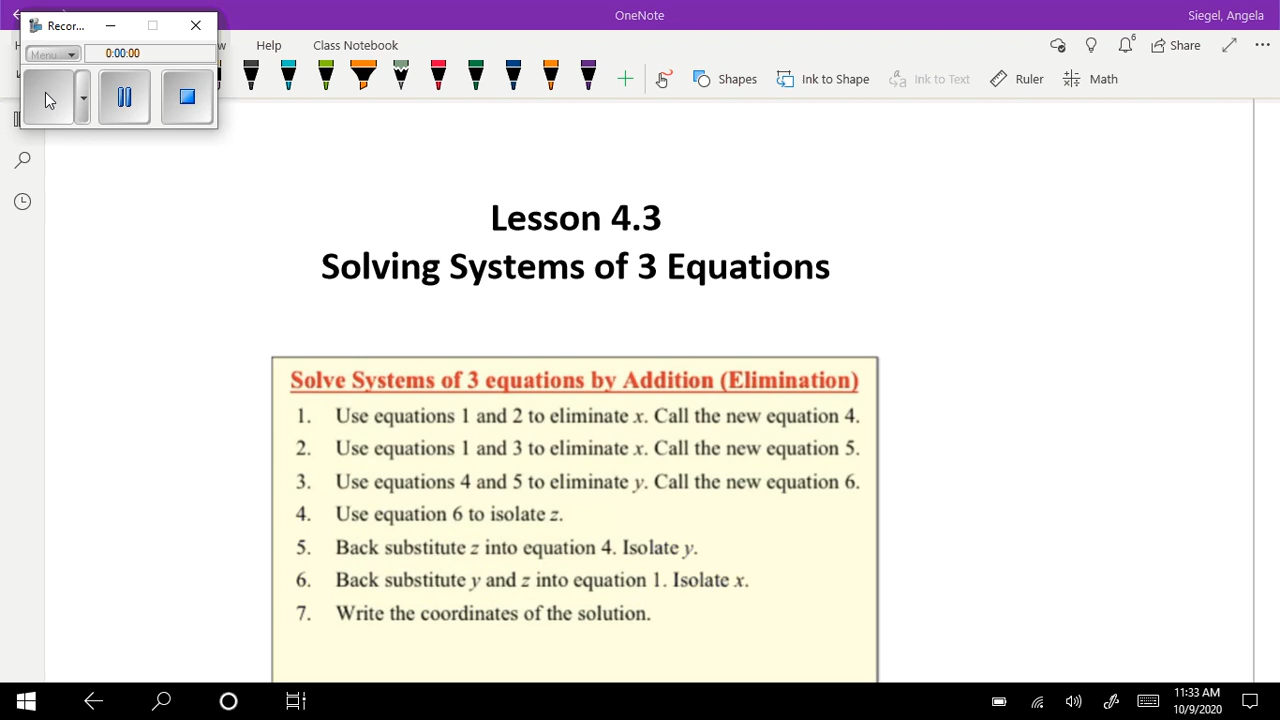 OneNote
Siegel, Angela
Recor...
Menu
0:00:00
Help
Class Notebook
6
Share
Shapes
Ink to Shape
Ink to Text
Ruler
Math
Lesson 4.3
Solving Systems of 3 Equations
Solve Systems of 3 equations by Addition (Elimination)
1. Use equations 1 and 2 to eliminate x. Call the new equation 4.
2. Use equations 1 and 3 to eliminate x. Call the new equation 5.
3. Use equations 4 and 5 to eliminate y. Call the new equation 6.
4. Use equation 6 to isolate z.
5. Back substitute z into equation 4. Isolate y.
6. Back substitute y and z into equation 1. Isolate x.
7. Write the coordinates of the solution.
11:33 AM
10/9/2020